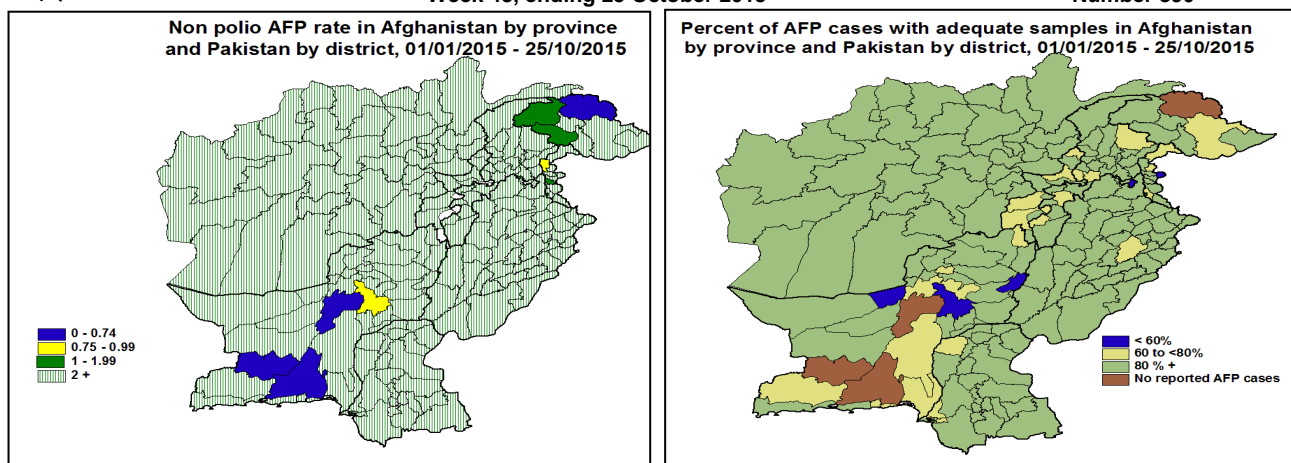 Non polio AFP rate in Afghanistan by province
and Pakistan by district, 01/01/2015 - 25/10/2015
0 - 0.74
0.75 - 0.99
1 - 1.99
2 +
Percent of AFP cases with adequate samples in Afghanistan
by province and Pakistan by district, 01/01/2015 - 25/10/2015
< 60%
60 to <80%
80 % +
No reported AFP cases